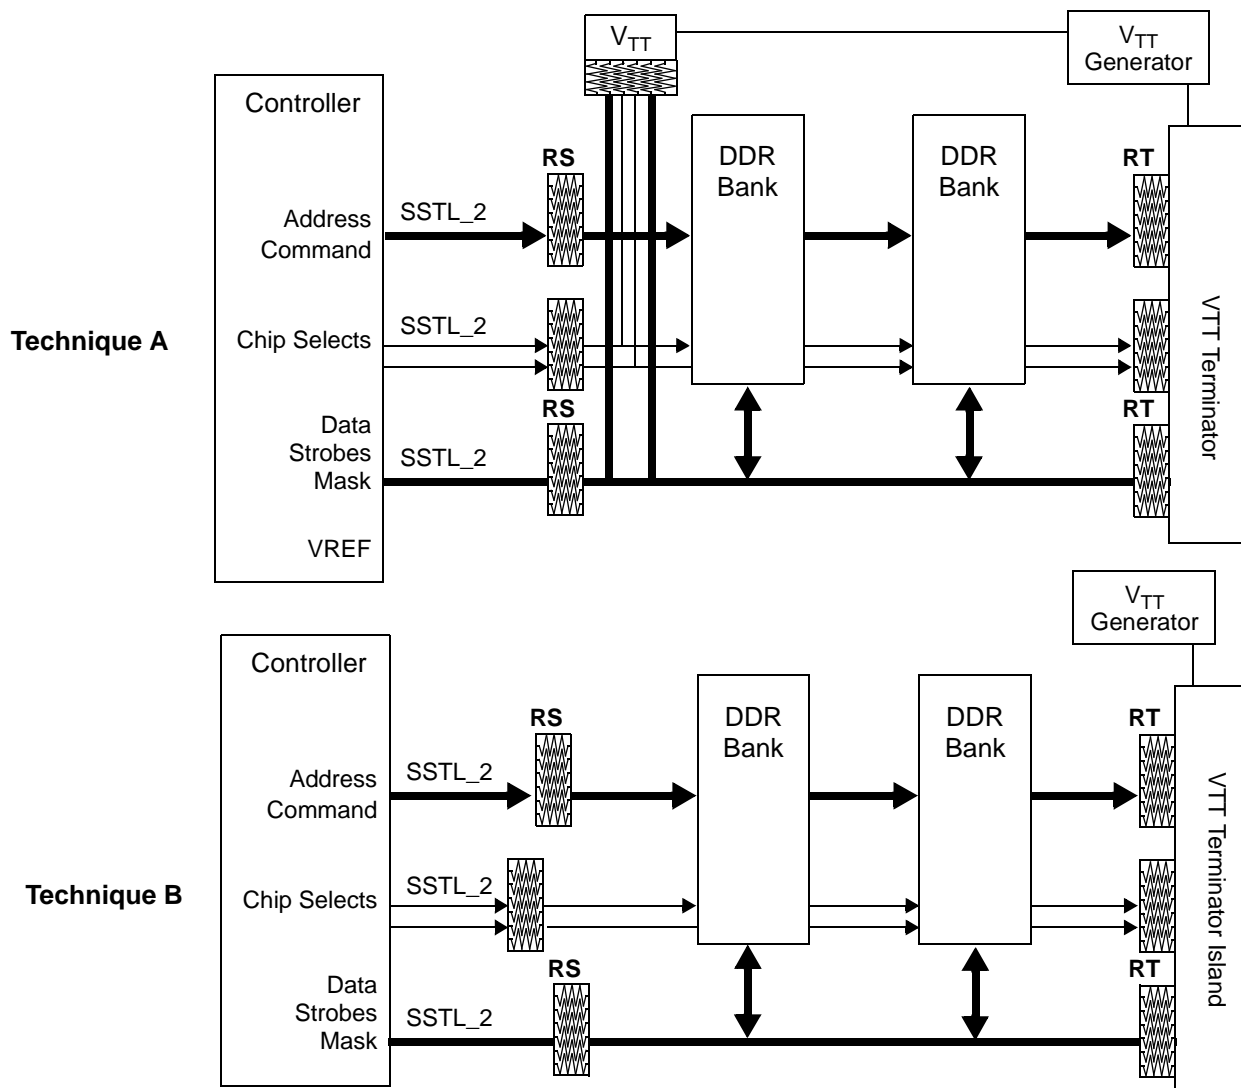 VTT
VTT
Generator
Controller
DDR
Bank
DDR
Bank
RS
RT
SSTL_2
Address
Command
Technique A
Chip Selects
SSTL_2
VTT Terminator
RS
RT
Data
Strobes
Mask
SSTL_2
VREF
VTT
Generator
Controller
DDR
Bank
DDR
Bank
RS
RT
SSTL_2
Address
Command
Technique B
Chip Selects
SSTL_2
VTT Terminator Island
RS
RT
Data
Strobes
Mask
SSTL_2